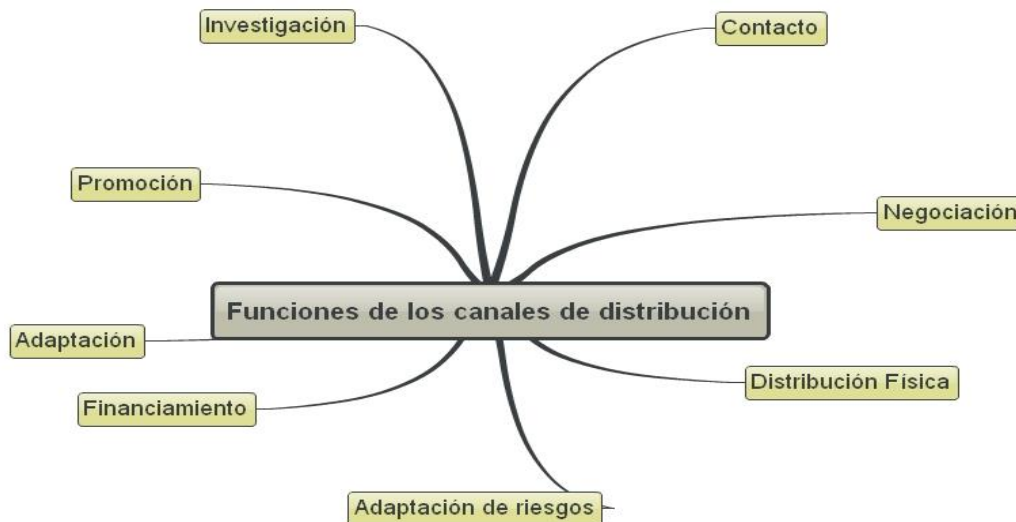 Investigación
Contacto
Promoción
Negociación
Funciones de los canales de distribución
Adaptación
Distribución Física
Financiamiento
Adaptación de riesgos